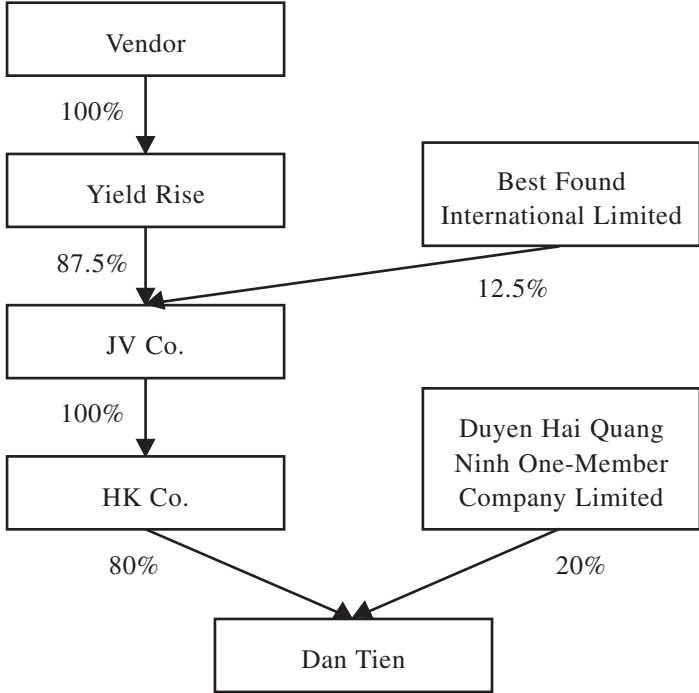 Vendor
100%
Yield Rise
Best Found
International Limited
87.5%
12.5%
JV Co.
100%
Duyen Hai Quang
Ninh One-Member
Company Limited
HK Co.
80%
20%
Dan Tien